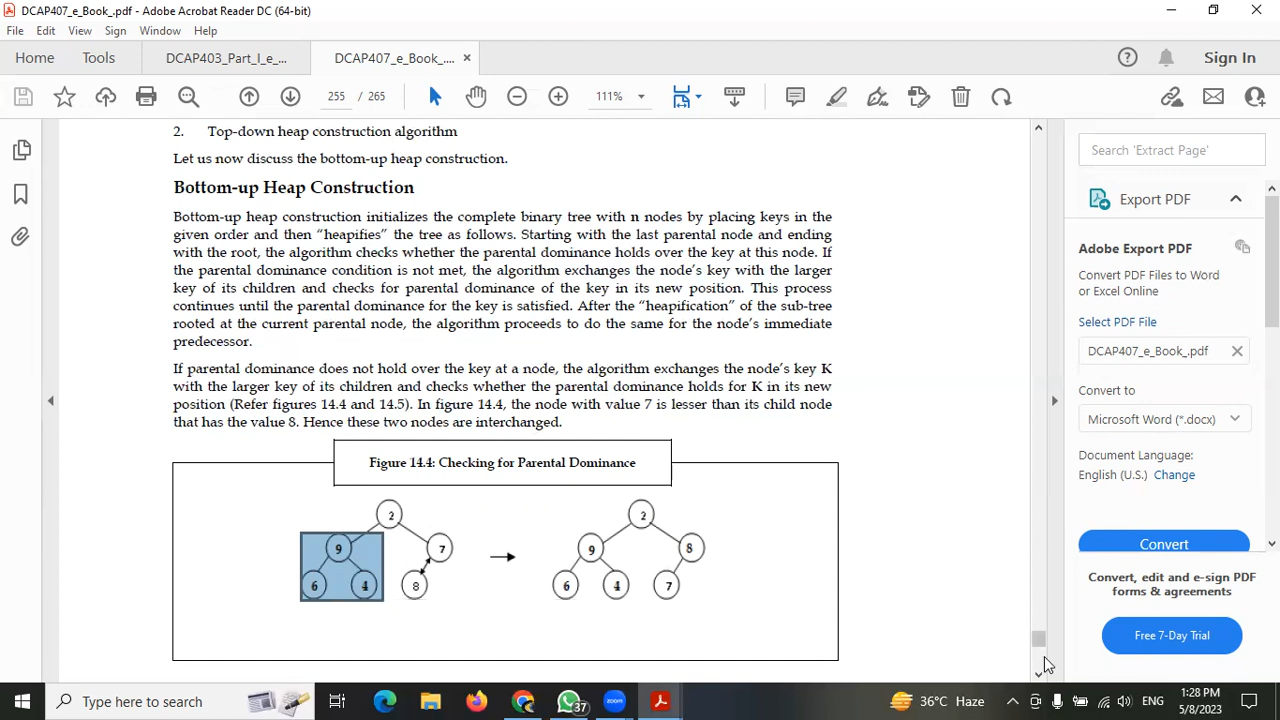 DCAP407_e_Book_.pdf - Adobe Acrobat Reader DC (64-bit)
File Edit View Sign Window Help
Home Tools DCAP403_Part_I_e_... DCAP407_e_Book_.... × Sign In
255 / 265 111%
2. Top-down heap construction algorithm
Let us now discuss the bottom-up heap construction.
Bottom-up Heap Construction
Bottom-up heap construction initializes the complete binary tree with n nodes by placing keys in the
given order and then “heapifies” the tree as follows. Starting with the last parental node and ending
with the root, the algorithm checks whether the parental dominance holds over the key at this node. If
the parental dominance condition is not met, the algorithm exchanges the node’s key with the larger
key of its children and checks for parental dominance of the key in its new position. This process
continues until the parental dominance for the key is satisfied. After the “heapification” of the sub-tree
rooted at the current parental node, the algorithm proceeds to do the same for the node’s immediate
predecessor.
If parental dominance does not hold over the key at a node, the algorithm exchanges the node’s key K
with the larger key of its children and checks whether the parental dominance holds for K in its new
position (Refer figures 14.4 and 14.5). In figure 14.4, the node with value 7 is lesser than its child node
that has the value 8. Hence these two nodes are interchanged.
Figure 14.4: Checking for Parental Dominance
2 2
9 7 9 8
6 4 8 6 4 7
Search 'Extract Page'
Export PDF
Adobe Export PDF
Convert PDF Files to Word
or Excel Online
Select PDF File
DCAP407_e_Book_.pdf
Convert to
Microsoft Word (*.docx)
Document Language:
English (U.S.) Change
Convert
Convert, edit and e-sign PDF
forms & agreements
Free 7-Day Trial
Type here to search
37
zoom
36°C Haze
ENG
1:28 PM
5/8/2023